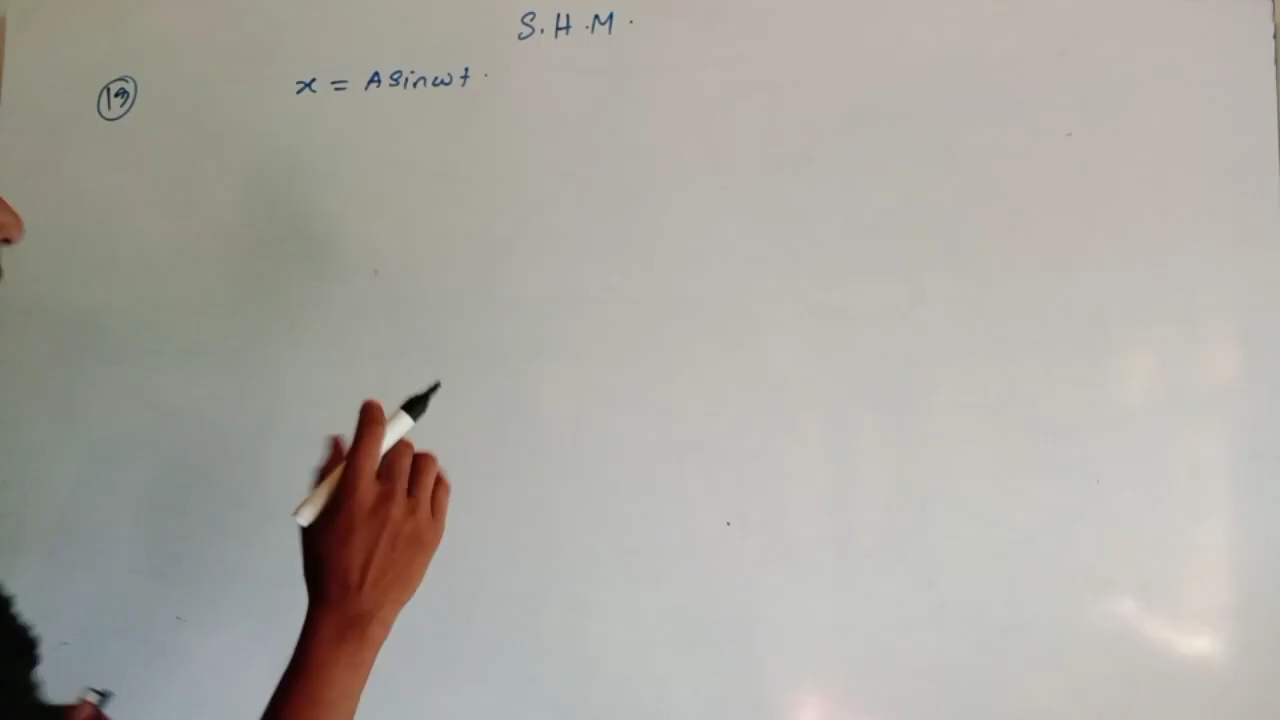 S.H.M.
19 x = A sin ωt.